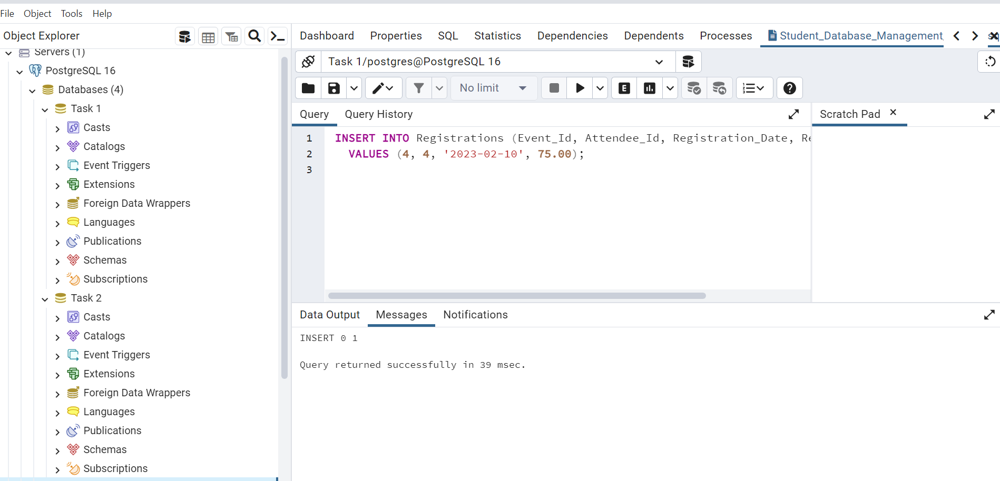 File Object Tools Help
Object Explorer
Servers (1)
PostgreSQL 16
Databases (4)
Task 1
Casts
Catalogs
Event Triggers
Extensions
Foreign Data Wrappers
Languages
Publications
Schemas
Subscriptions
Task 2
Casts
Catalogs
Event Triggers
Extensions
Foreign Data Wrappers
Languages
Publications
Schemas
Subscriptions
Dashboard Properties SQL Statistics Dependencies Dependents Processes Student_Database_Management.
Task 1/postgres@PostgreSQL 16
No limit
Query Query History
Scratch Pad
1 INSERT INTO Registrations (Event_Id, Attendee_Id, Registration_Date, Re
2 VALUES (4, 4, '2023-02-10', 75.00);
3
Data Output Messages Notifications
INSERT 0 1
Query returned successfully in 39 msec.